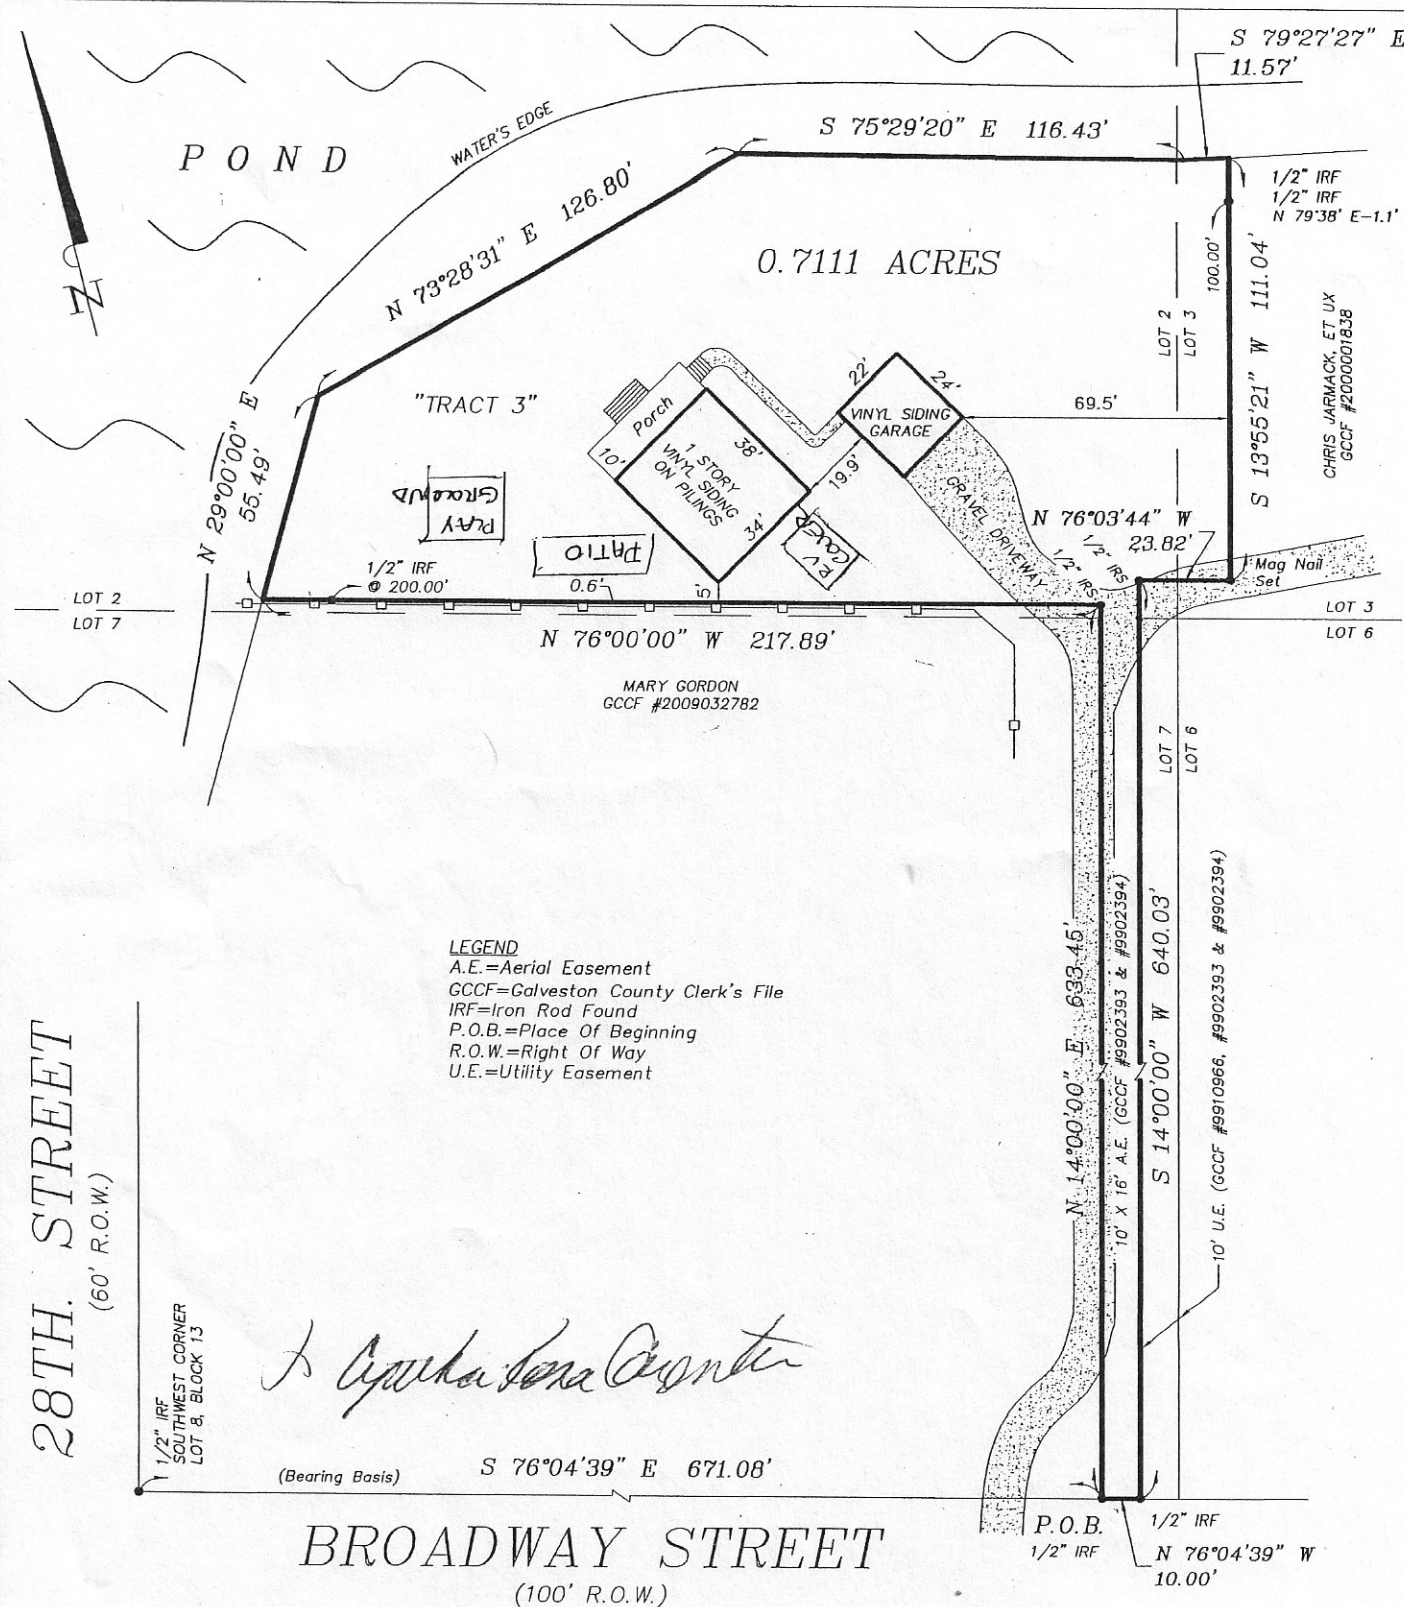 S 79°27'27" E
11.57'
S 75°29'20" E 116.43'
WATER'S EDGE
POND
1/2" IRF
1/2" IRF
N 79°38' E-1.1'
N 73°28'31" E 126.80'
0.7111 ACRES
100.00'
S 13°55'21" W 111.04'
CHRIS JARMACK, ET UX
GCCF #2000001838
LOT 2
LOT 3
N
"TRACT 3"
Porch
10'
38'
34'
1 STORY
VINYL SIDING
ON PILINGS
22'
24'
VINYL SIDING
GARAGE
69.5'
19.9'
GRAVEL DRIVEWAY
N 29°00'00" E
55.49'
PLAY
GROUND
PATIO
RV
COVER
N 76°03'44" W
23.82'
1/2" IRS
1/2" IRS
Mag Nail
Set
1/2" IRF
@ 200.00'
0.6'
5'
LOT 2
LOT 7
LOT 3
LOT 6
N 76°00'00" W 217.89'
MARY GORDON
GCCF #2009032782
LOT 7
LOT 6
LEGEND
A.E.=Aerial Easement
GCCF=Galveston County Clerk's File
IRF=Iron Rod Found
P.O.B.=Place Of Beginning
R.O.W.=Right Of Way
U.E.=Utility Easement
N 14°00'00" E 633.45'
10' X 16' A.E. (GCCF #9902393 & #9902394)
S 14°00'00" W 640.03'
10' U.E. (GCCF #9910966, #9902393 & #9902394)
28TH. STREET
(60' R.O.W.)
1/2" IRF
SOUTHWEST CORNER
LOT 8, BLOCK 13
(Bearing Basis)
S 76°04'39" E 671.08'
BROADWAY STREET
(100' R.O.W.)
P.O.B.
1/2" IRF
1/2" IRF
N 76°04'39" W
10.00'